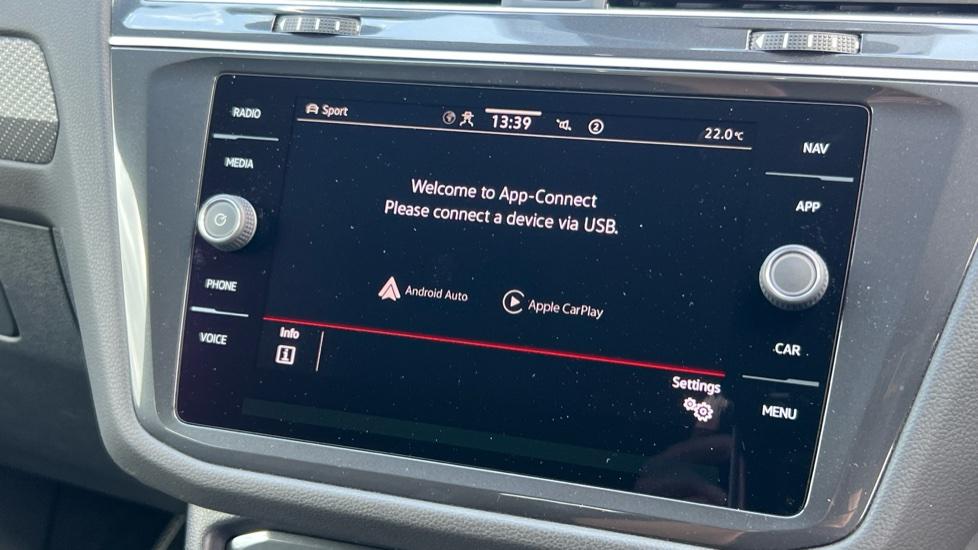 RADIO
MEDIA
PHONE
VOICE
Sport
13:39
2
22.0°C
Welcome to App-Connect
Please connect a device via USB.
Android Auto
Apple CarPlay
Info
Settings
NAV
APP
CAR
MENU